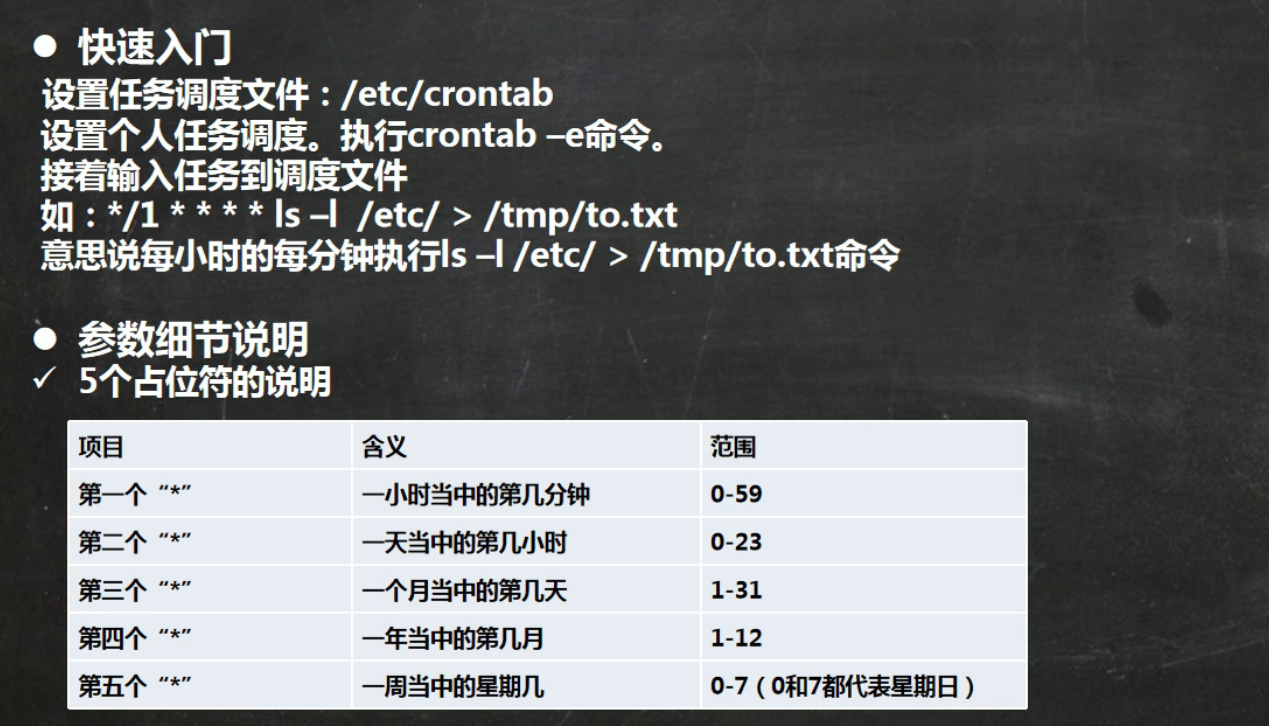 ● 快速入门
设置任务调度文件：/etc/crontab
设置个人任务调度。执行crontab –e命令。
接着输入任务到调度文件
如：*/1 * * * * ls –l  /etc/ > /tmp/to.txt
意思说每小时的每分钟执行ls –l /etc/ > /tmp/to.txt命令
● 参数细节说明
✓ 5个占位符的说明
项目 含义 范围
第一个 “*” 一小时当中的第几分钟 0-59
第二个 “*” 一天当中的第几小时 0-23
第三个 “*” 一个月当中的第几天 1-31
第四个 “*” 一年当中的第几月 1-12
第五个 “*” 一周当中的星期几 0-7（0和7都代表星期日）